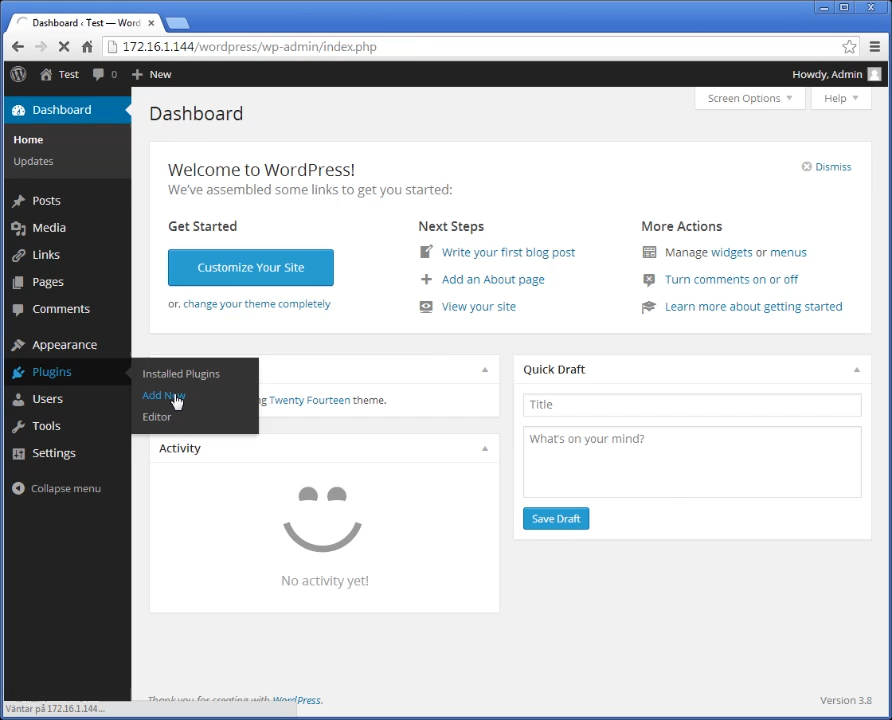 Dashboard ‹ Test — Word
172.16.1.144/wordpress/wp-admin/index.php
Test 0 New Howdy, Admin
Screen Options Help
Dashboard
Home
Updates
Posts
Media
Links
Pages
Comments
Appearance
Plugins
Users
Tools
Settings
Collapse menu
Installed Plugins
Add New
Editor
Dashboard
Welcome to WordPress!
We've assembled some links to get you started:
Dismiss
Get Started
Customize Your Site
or, change your theme completely
Next Steps
Write your first blog post
Add an About page
View your site
More Actions
Manage widgets or menus
Turn comments on or off
Learn more about getting started
Twenty Fourteen theme.
Activity
No activity yet!
Quick Draft
Title
What's on your mind?
Save Draft
Thank you for creating with WordPress.
Version 3.8
Väntar på 172.16.1.144...